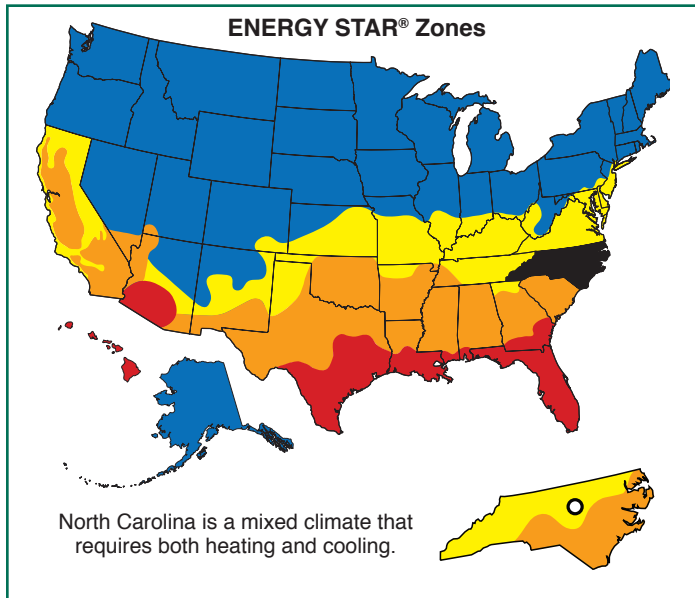 ENERGY STAR® Zones
North Carolina is a mixed climate that
requires both heating and cooling.